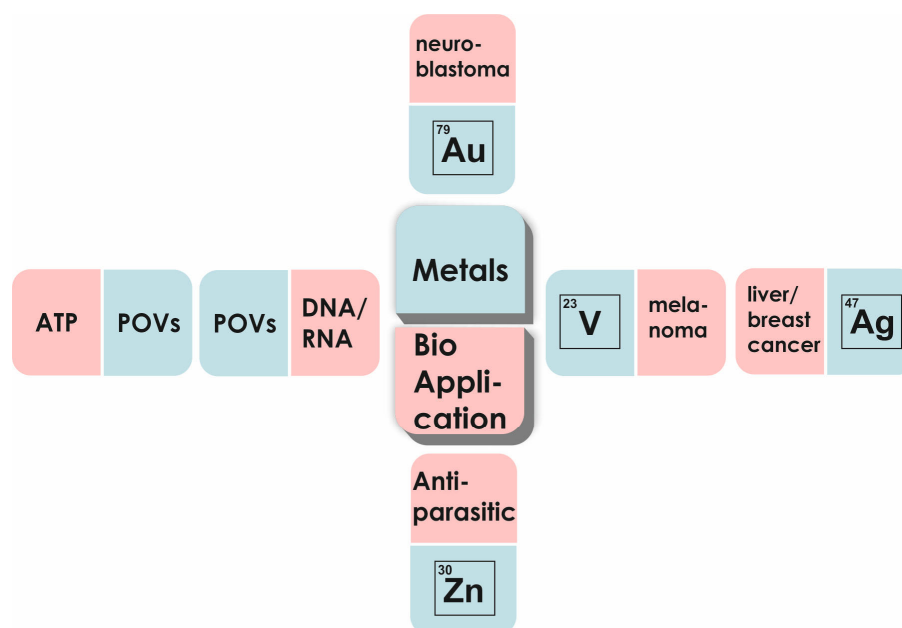 neuro-
blastoma
79
Au
Metals
ATP
POVs
POVs
DNA/
RNA
23
V
mela-
noma
liver/
breast
cancer
47
Ag
Bio
Appli-
cation
Anti-
parasitic
30
Zn